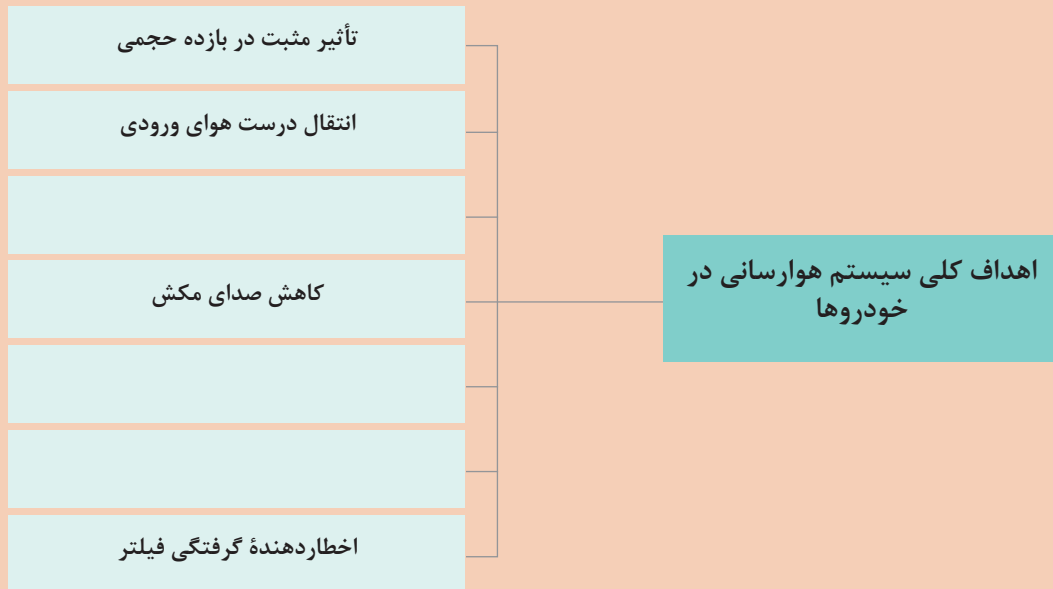 اهداف کلی سیستم هوارسانی در
خودروها
تأثیر مثبت در بازده حجمی
انتقال درست هوای ورودی
کاهش صدای مکش
اخطاردهندهٔ گرفتگی فیلتر